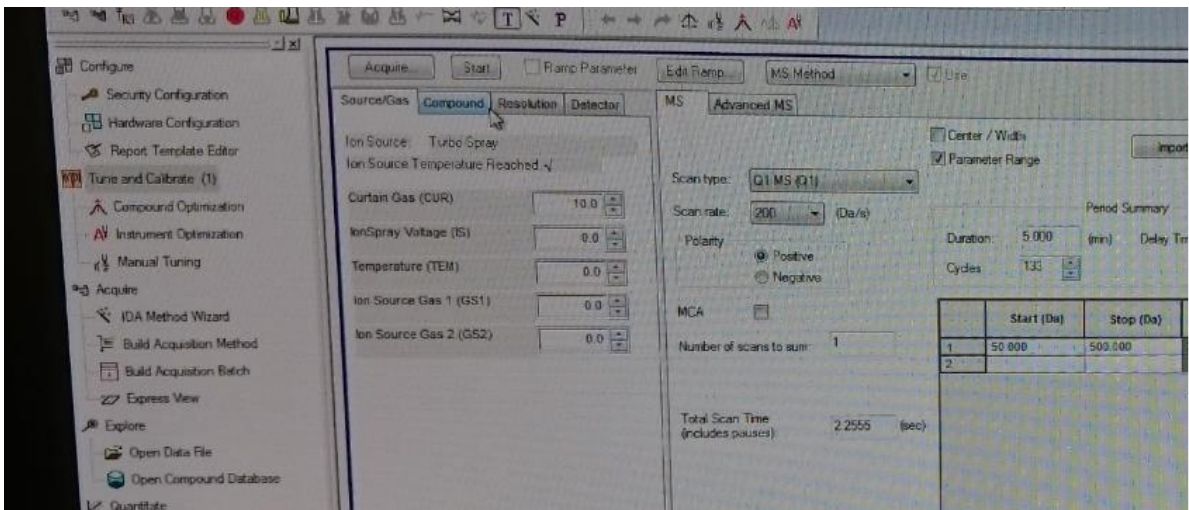 T P
Configure
Security Configuration
Hardware Configuration
Report Template Editor
Tune and Calibrate (1)
Compound Optimization
Instrument Optimization
Manual Tuning
Acquire
IDA Method Wizard
Build Acquisition Method
Build Acquisition Batch
Express View
Explore
Open Data File
Open Compound Database
Quantitate
Acquire... Start Ramp Parameter Edit Ramp... MS Method Use
Source/Gas Compound Resolution Detector
Ion Source: Turbo Spray
Ion Source Temperature Reached √
Curtain Gas (CUR) 10.0
IonSpray Voltage (IS) 0.0
Temperature (TEM) 0.0
Ion Source Gas 1 (GS1) 0.0
Ion Source Gas 2 (GS2) 0.0
MS Advanced MS
Center / Width
Parameter Range
Import
Scan type: Q1 MS (Q1)
Scan rate: 200 (Da/s)
Polarity
Positive
Negative
MCA
Number of scans to sum: 1
Total Scan Time
(includes pauses): 2.2555 (sec)
Period Summary
Duration: 5.000 (min) Delay Tim
Cycles 133
Start (Da) Stop (Da)
1 50.000 500.000
2